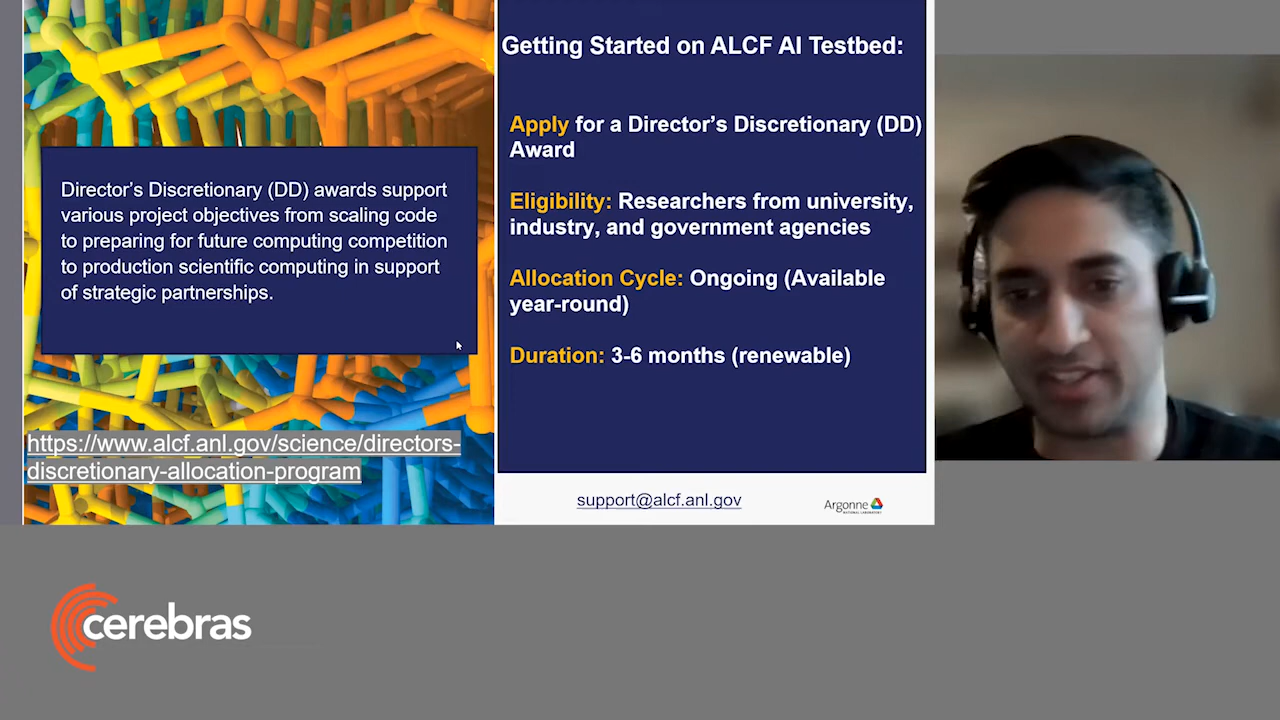 Getting Started on ALCF AI Testbed:
Apply for a Director's Discretionary (DD)
Award
Eligibility: Researchers from university,
industry, and government agencies
Allocation Cycle: Ongoing (Available
year-round)
Duration: 3-6 months (renewable)
Director's Discretionary (DD) awards support
various project objectives from scaling code
to preparing for future computing competition
to production scientific computing in support
of strategic partnerships.
https://www.alcf.anl.gov/science/directors-
discretionary-allocation-program
support@alcf.anl.gov
Argonne
NATIONAL LABORATORY
cerebras